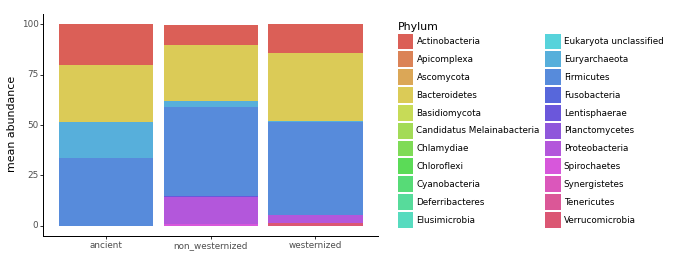 mean abundance
100
75
50
25
0
ancient
non_westernized
westernized
Phylum
Actinobacteria
Apicomplexa
Ascomycota
Bacteroidetes
Basidiomycota
Candidatus Melainabacteria
Chlamydiae
Chloroflexi
Cyanobacteria
Deferribacteres
Elusimicrobia
Eukaryota unclassified
Euryarchaeota
Firmicutes
Fusobacteria
Lentisphaerae
Planctomycetes
Proteobacteria
Spirochaetes
Synergistetes
Tenericutes
Verrucomicrobia